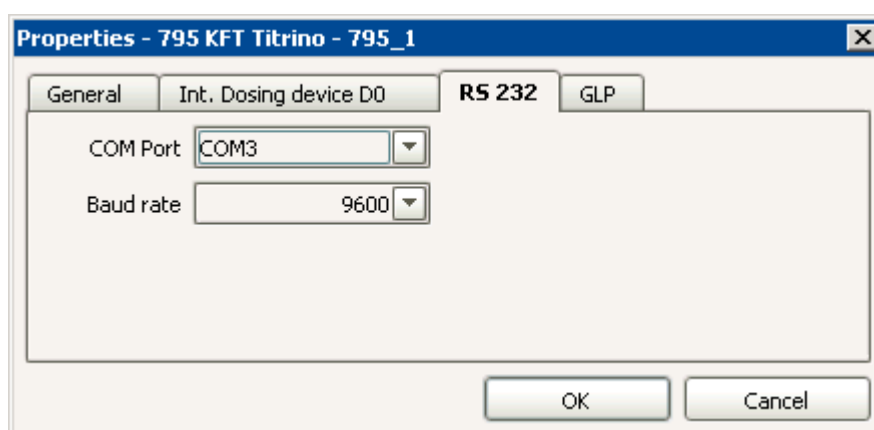 Properties - 795 KFT Titrino - 795_1
General Int. Dosing device D0 RS 232 GLP
COM Port COM3
Baud rate 9600
OK Cancel